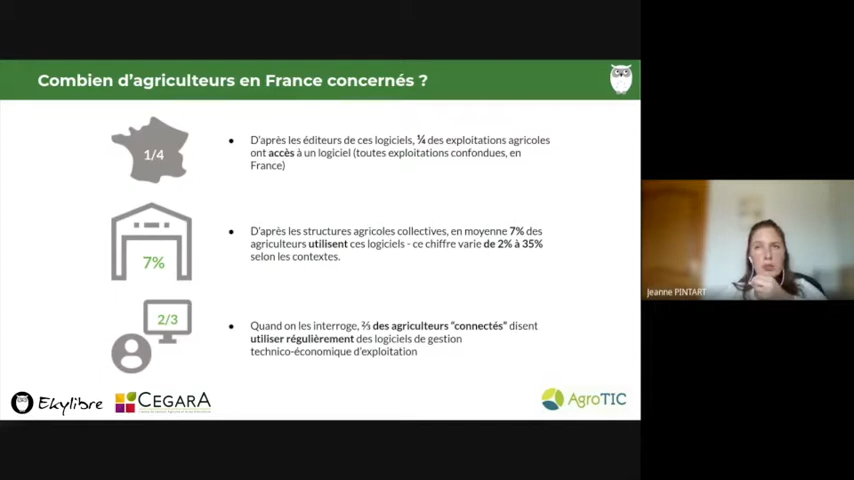 Combien d'agriculteurs en France concernés ?
1/4
• D'après les éditeurs de ces logiciels, ¼ des exploitations agricoles
ont accès à un logiciel (toutes exploitations confondues, en
France)
7%
• D'après les structures agricoles collectives, en moyenne 7% des
agriculteurs utilisent ces logiciels - ce chiffre varie de 2% à 35%
selon les contextes.
2/3
• Quand on les interroge, ⅔ des agriculteurs "connectés" disent
utiliser régulièrement des logiciels de gestion
technico-économique d'exploitation
Ekylibre
CEGARA
AgroTIC
Jeanne PINTART